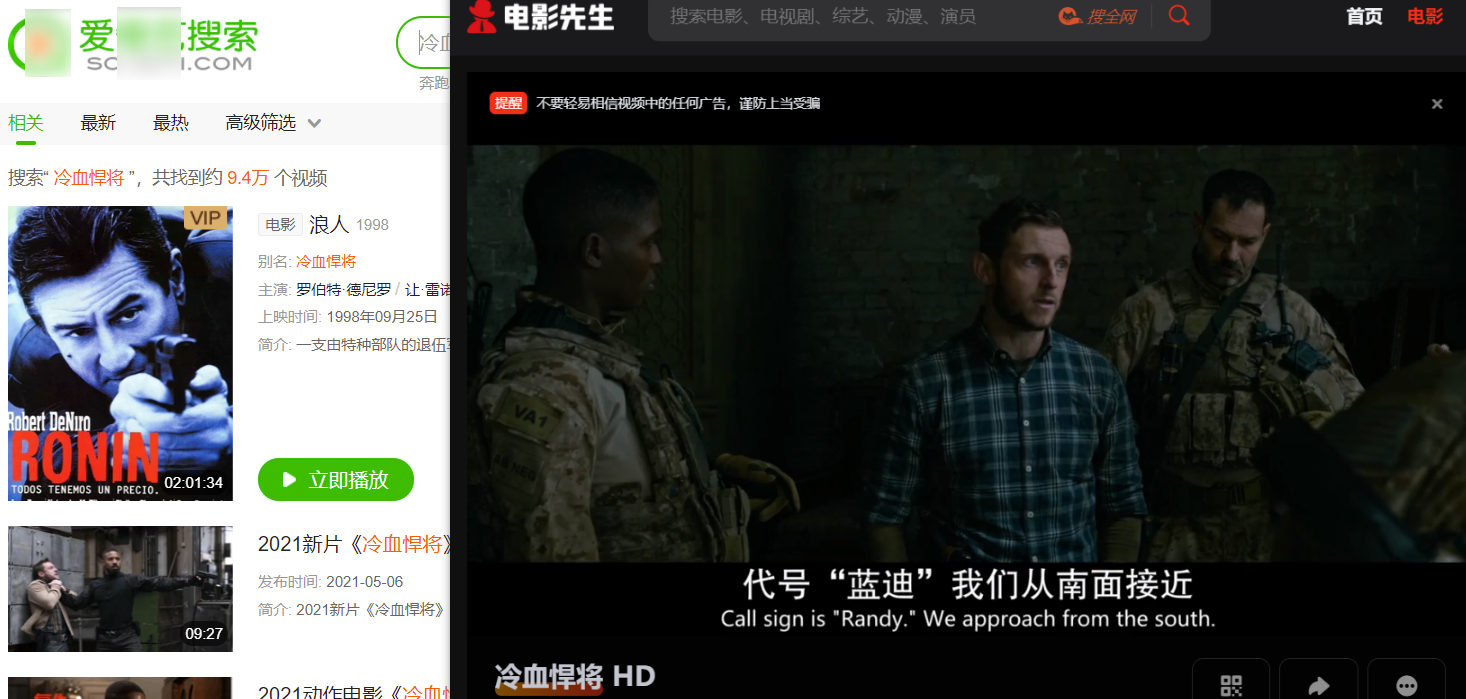 爱 搜索
SO I.COM
冷血
奔跑
相关 最新 最热 高级筛选
搜索“ 冷血悍将 ”，共找到约 9.4万 个视频
VIP
Robert DeNiro
RONIN
TODOS TENEMOS UN PRECIO.
02:01:34
电影 浪人 1998
别名: 冷血悍将
主演: 罗伯特·德尼罗 / 让·雷诺
上映时间: 1998年09月25日
简介: 一支由特种部队的退伍军
立即播放
09:27
2021新片《冷血悍将》
发布时间: 2021-05-06
简介: 2021新片《冷血悍将》
2021动作电影《冷血悍
电影先生
搜索电影、电视剧、综艺、动漫、演员
搜全网
首页 电影
提醒 不要轻易相信视频中的任何广告，谨防上当受骗
VA1
AB NEG
代号“蓝迪”我们从南面接近
Call sign is "Randy." We approach from the south.
冷血悍将 HD